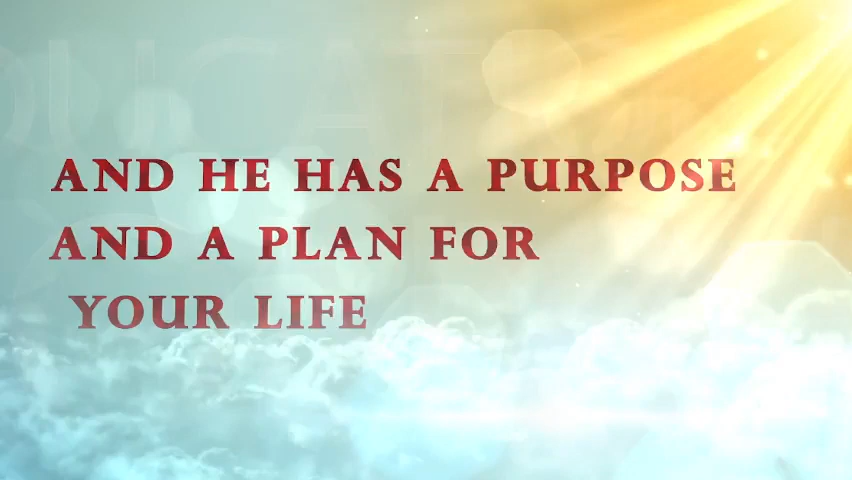 AND HE HAS A PURPOSE
AND A PLAN FOR
YOUR LIFE